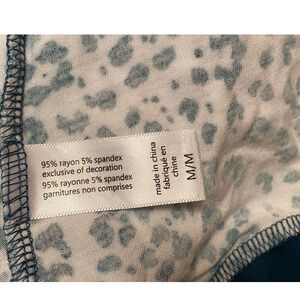 95% rayon 5% spandex
exclusive of decoration
95% rayonne 5% spandex
garnitures non comprises
made in china
fabriqué en
chine
M/M